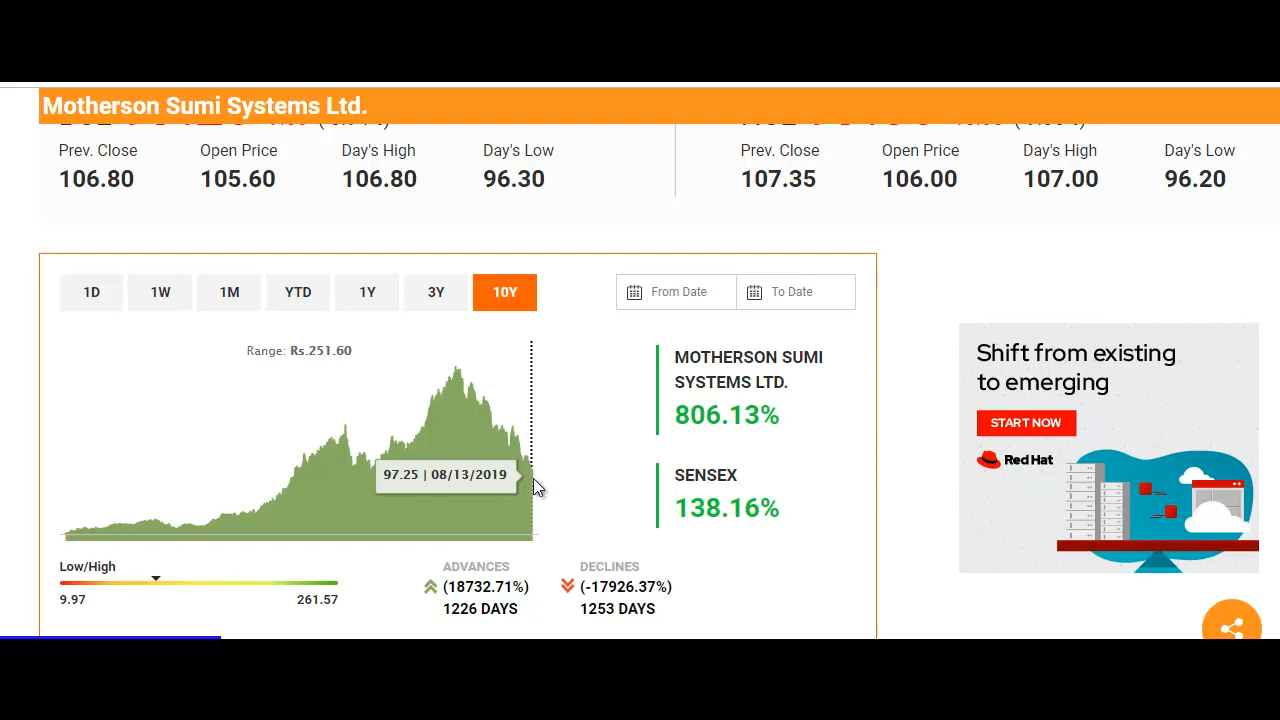 Motherson Sumi Systems Ltd.
Prev. Close Open Price Day's High Day's Low
106.80 105.60 106.80 96.30
Prev. Close Open Price Day's High Day's Low
107.35 106.00 107.00 96.20
1D 1W 1M YTD 1Y 3Y 10Y
From Date To Date
Range: Rs.251.60
97.25 | 08/13/2019
MOTHERSON SUMI
SYSTEMS LTD.
806.13%
SENSEX
138.16%
Low/High
9.97 261.57
ADVANCES
(18732.71%)
1226 DAYS
DECLINES
(-17926.37%)
1253 DAYS
Shift from existing
to emerging
START NOW
Red Hat